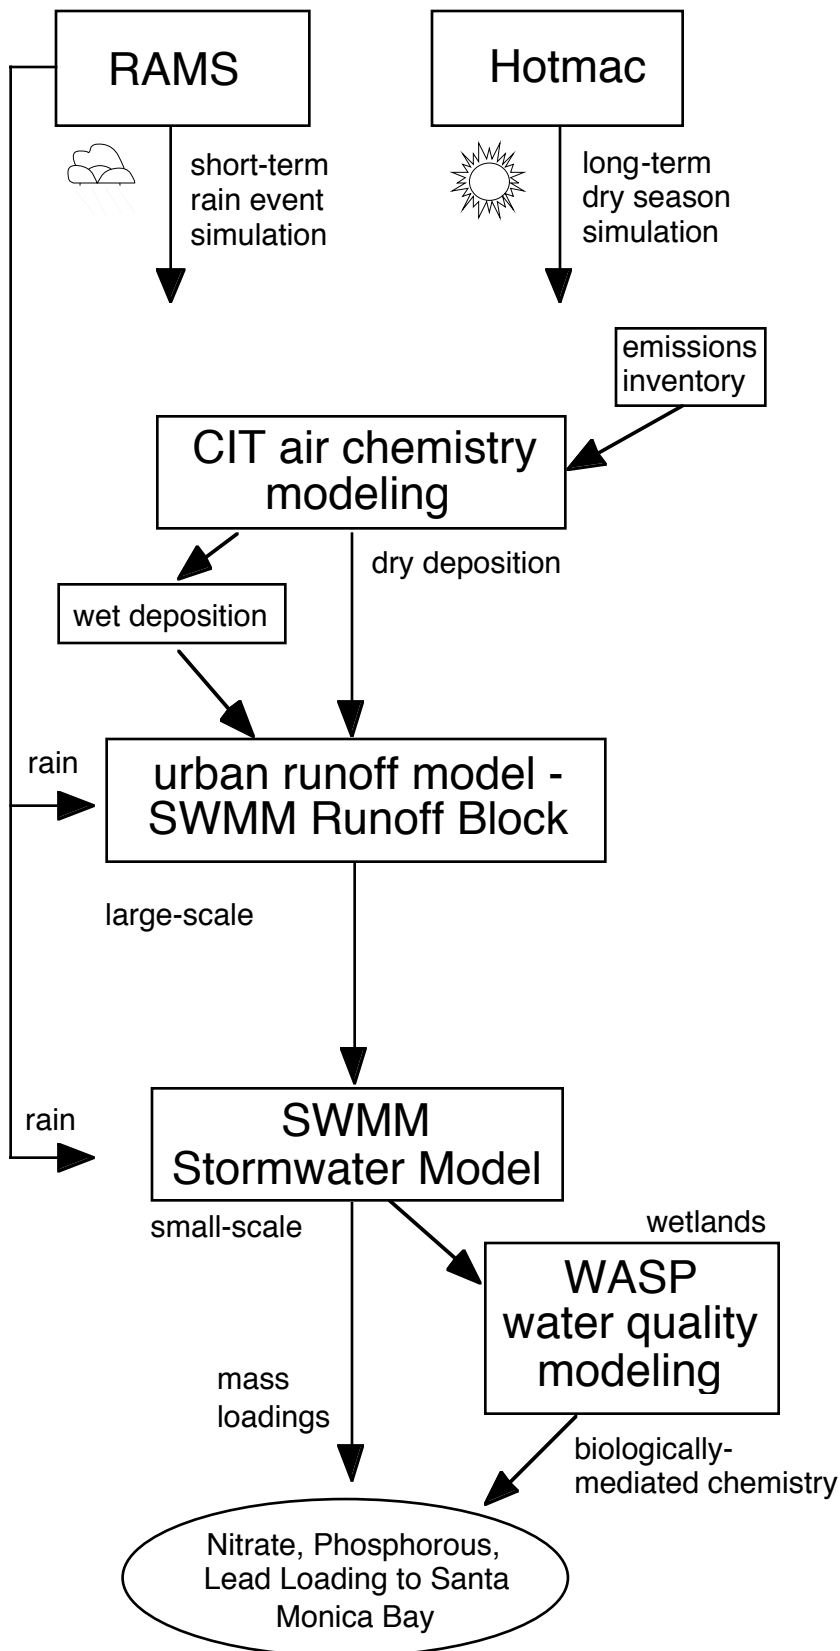 RAMS
Hotmac
short-term
rain event
simulation
long-term
dry season
simulation
emissions
inventory
CIT air chemistry
modeling
dry deposition
wet deposition
rain
urban runoff model -
SWMM Runoff Block
large-scale
rain
SWMM
Stormwater Model
small-scale
wetlands
WASP
water quality
modeling
mass
loadings
biologically-
mediated chemistry
Nitrate, Phosphorous,
Lead Loading to Santa
Monica Bay